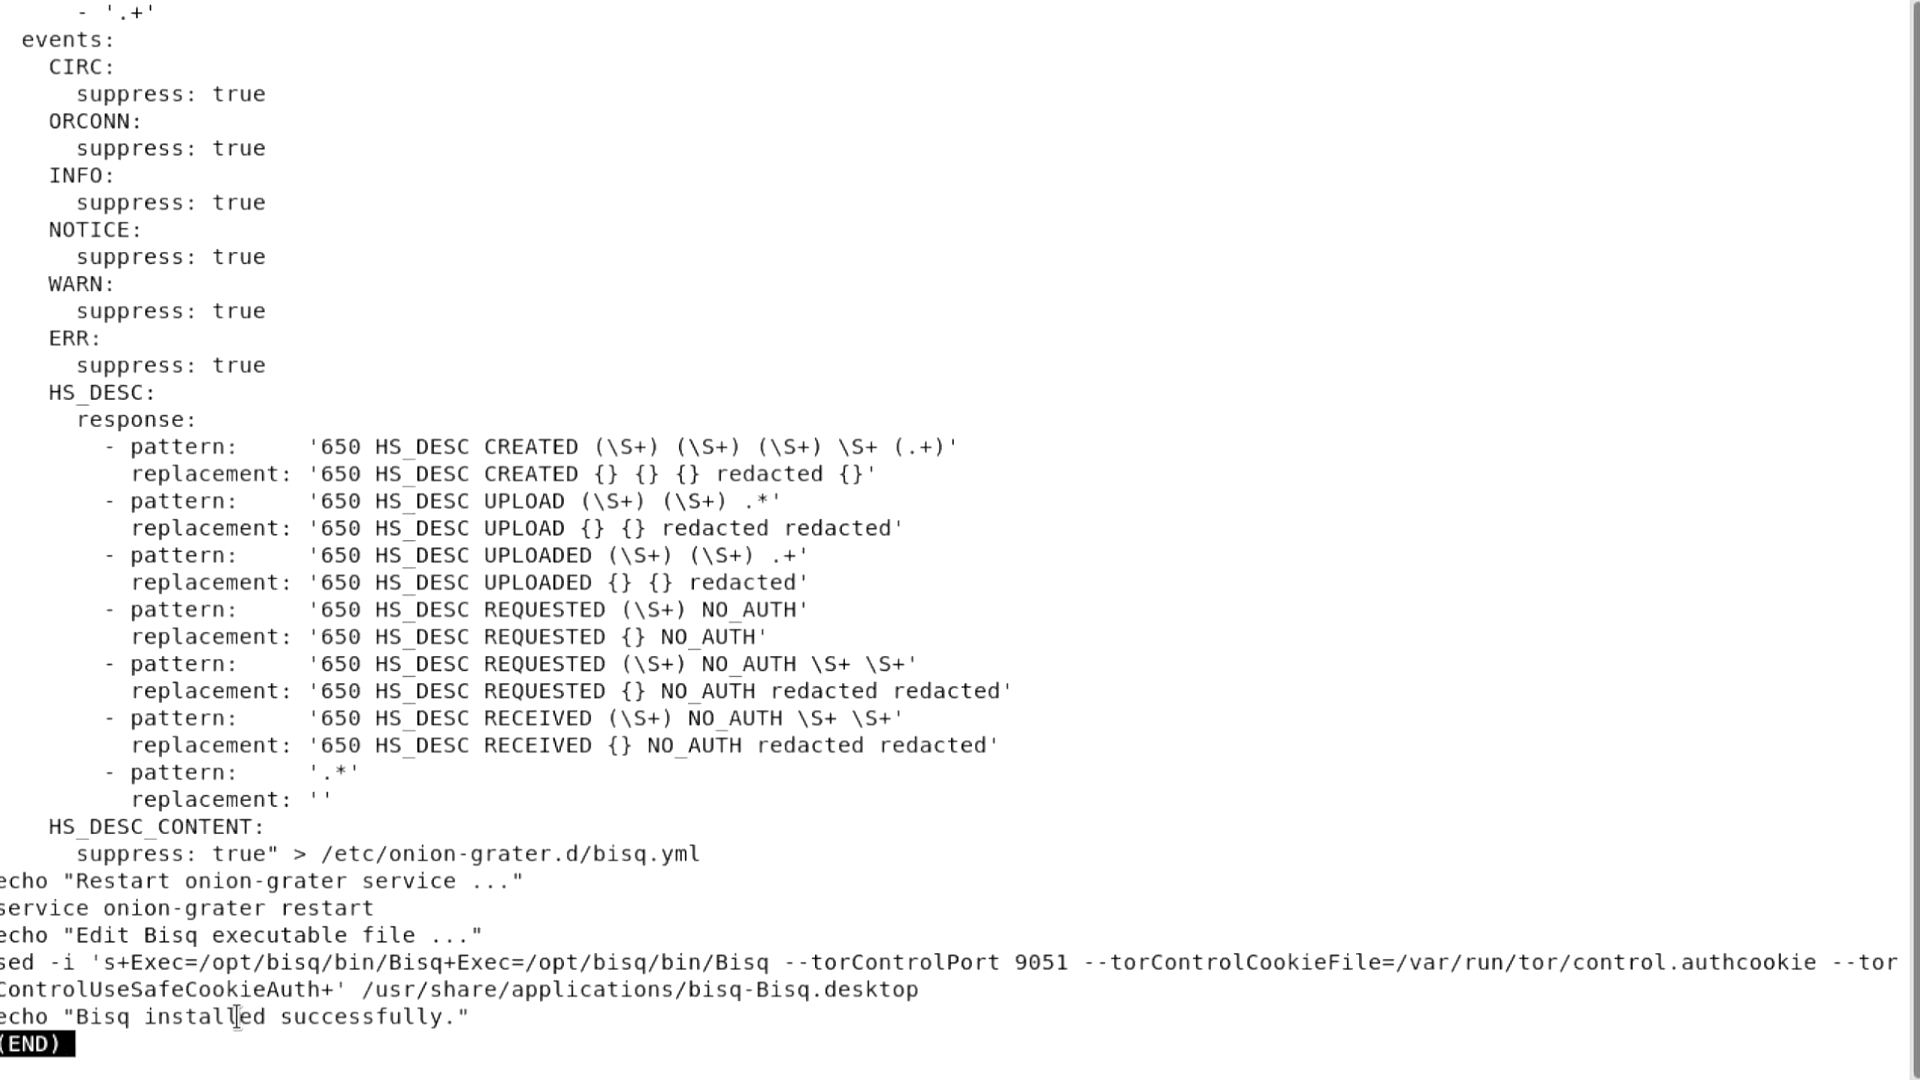 - '.+'
  events:
    CIRC:
      suppress: true
    ORCONN:
      suppress: true
    INFO:
      suppress: true
    NOTICE:
      suppress: true
    WARN:
      suppress: true
    ERR:
      suppress: true
    HS_DESC:
      response:
        - pattern:     '650 HS_DESC CREATED (\S+) (\S+) (\S+) \S+ (.+)'
          replacement: '650 HS_DESC CREATED {} {} {} redacted {}'
        - pattern:     '650 HS_DESC UPLOAD (\S+) (\S+) .*'
          replacement: '650 HS_DESC UPLOAD {} {} redacted redacted'
        - pattern:     '650 HS_DESC UPLOADED (\S+) (\S+) .+'
          replacement: '650 HS_DESC UPLOADED {} {} redacted'
        - pattern:     '650 HS_DESC REQUESTED (\S+) NO_AUTH'
          replacement: '650 HS_DESC REQUESTED {} NO_AUTH'
        - pattern:     '650 HS_DESC REQUESTED (\S+) NO_AUTH \S+ \S+'
          replacement: '650 HS_DESC REQUESTED {} NO_AUTH redacted redacted'
        - pattern:     '650 HS_DESC RECEIVED (\S+) NO_AUTH \S+ \S+'
          replacement: '650 HS_DESC RECEIVED {} NO_AUTH redacted redacted'
        - pattern:     '.*'
          replacement: ''
    HS_DESC_CONTENT:
      suppress: true" > /etc/onion-grater.d/bisq.yml
echo "Restart onion-grater service ..."
service onion-grater restart
echo "Edit Bisq executable file ..."
sed -i 's+Exec=/opt/bisq/bin/Bisq+Exec=/opt/bisq/bin/Bisq --torControlPort 9051 --torControlCookieFile=/var/run/tor/control.authcookie --tor
ControlUseSafeCookieAuth+' /usr/share/applications/bisq-Bisq.desktop
echo "Bisq installed successfully."
(END)